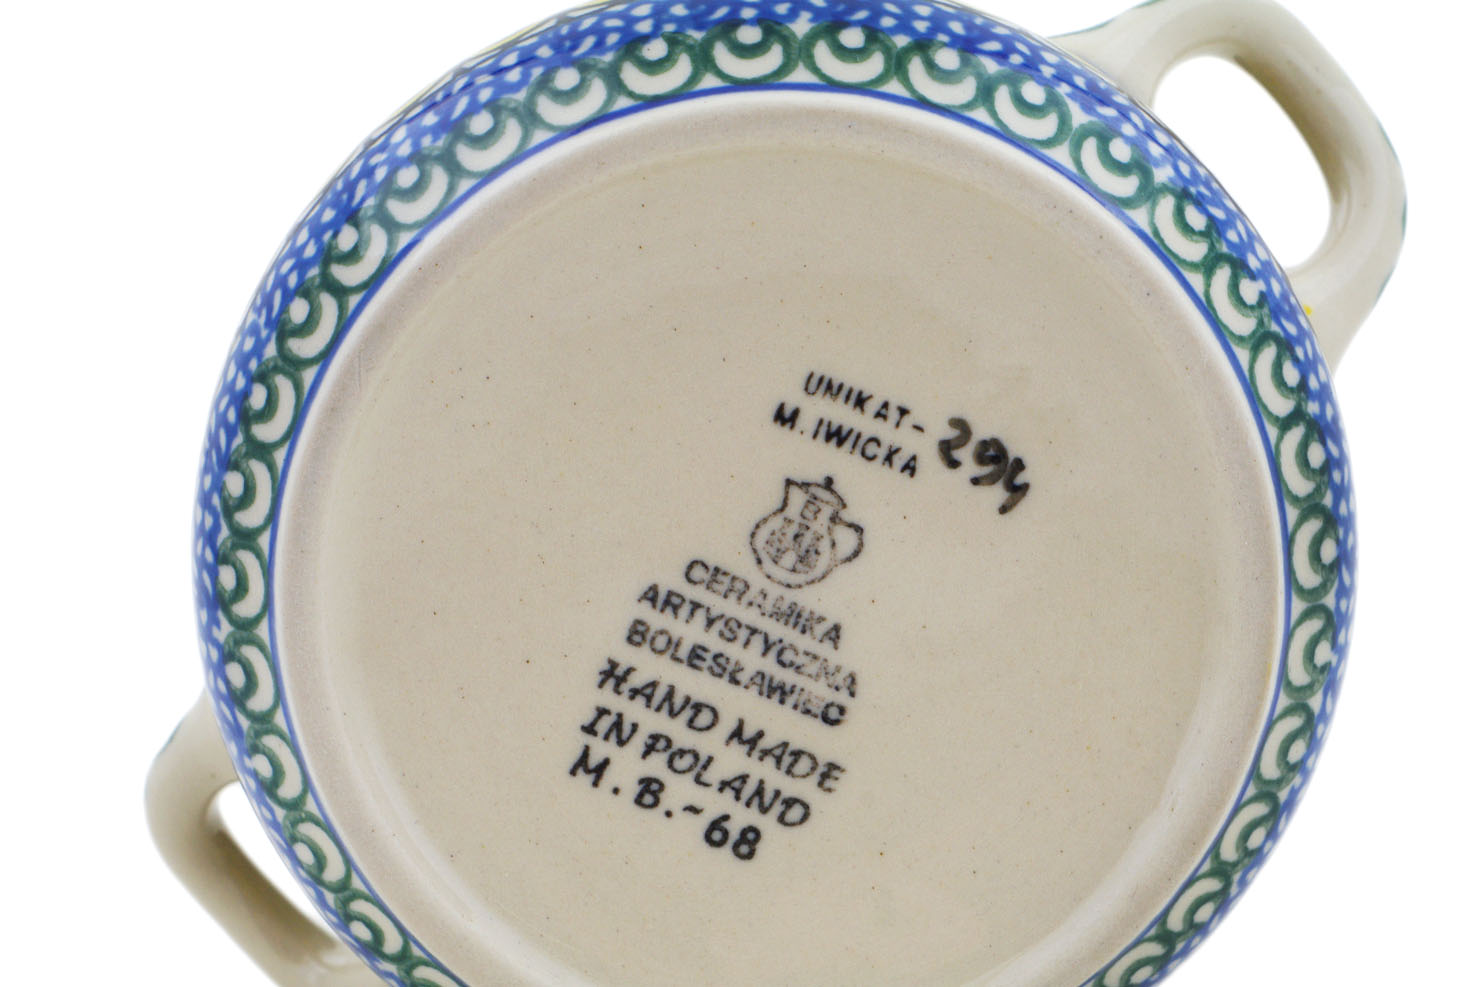 UNIKAT- 294
M. IWICKA
CERAMIKA
ARTYSTYCZNA
BOLESŁAWIEC
HAND MADE
IN POLAND
M. B.~68